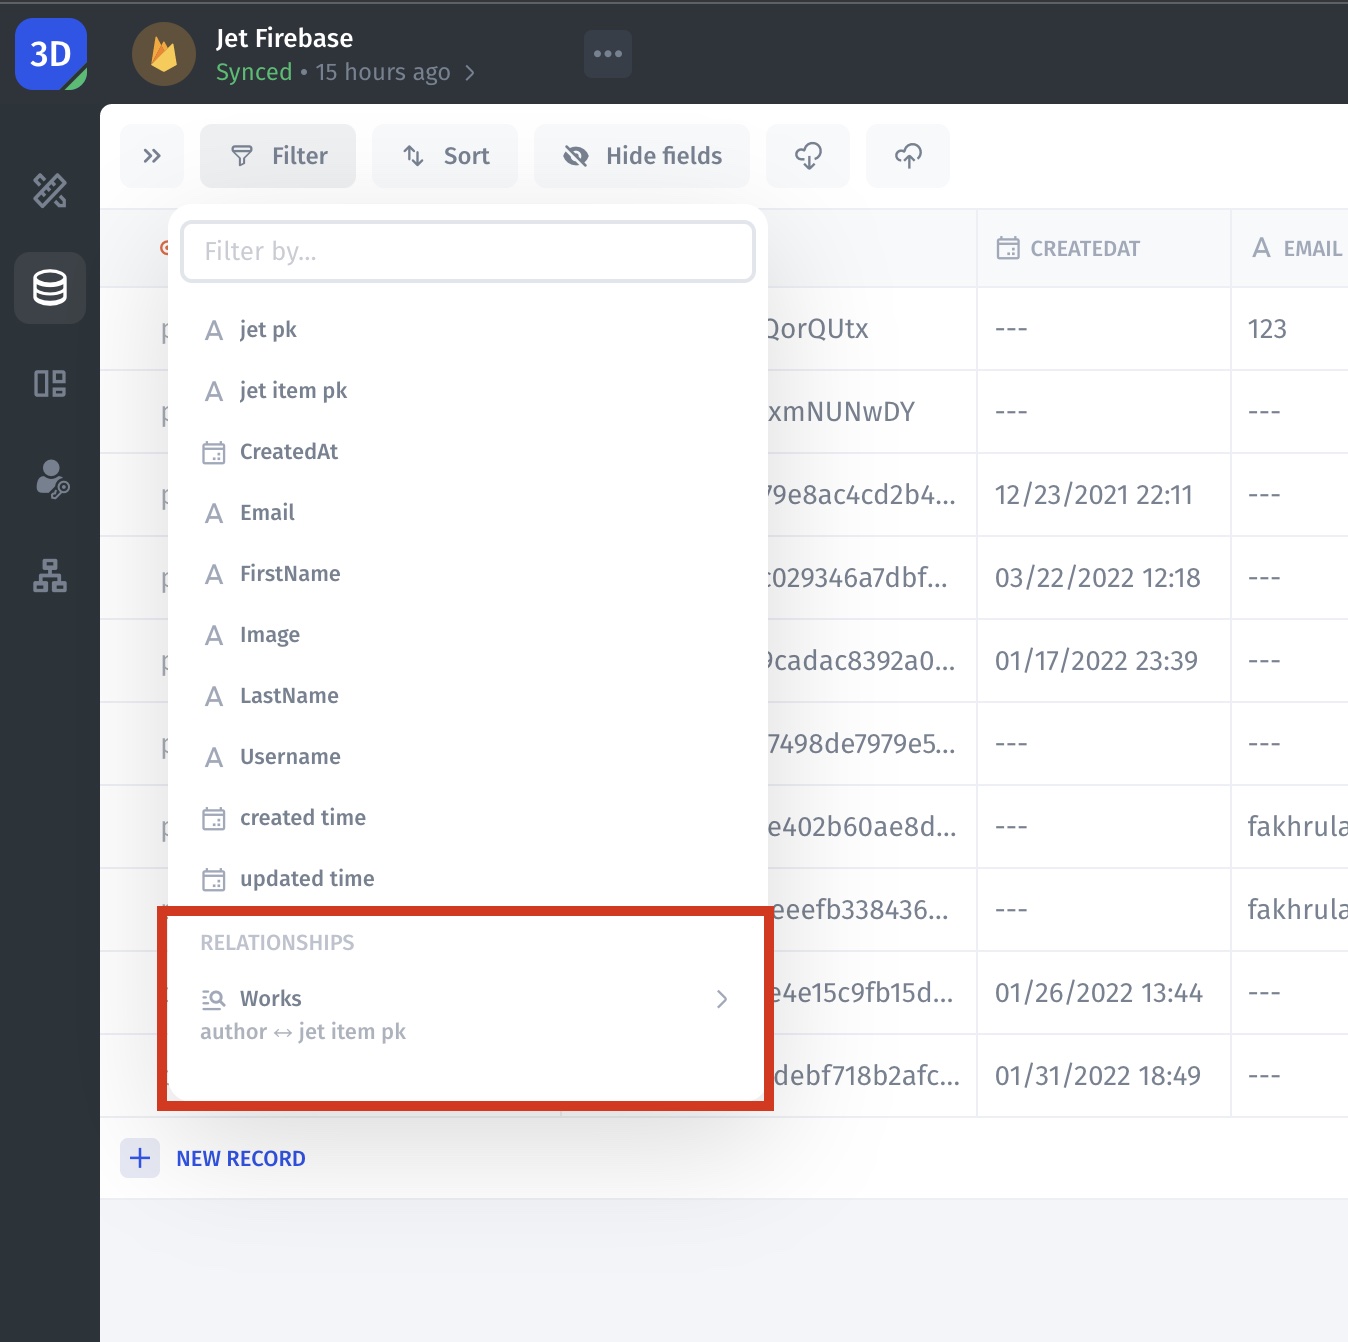 3D
Jet Firebase
Synced • 15 hours ago
Filter
Sort
Hide fields
Filter by...
CREATEDAT
EMAIL
jet pk
jet item pk
CreatedAt
Email
FirstName
Image
LastName
Username
created time
updated time
RELATIONSHIPS
Works
author ↔ jet item pk
QorQUtx
---
123
xmNUNwDY
---
---
79e8ac4cd2b4...
12/23/2021 22:11
---
c029346a7dbf...
03/22/2022 12:18
---
9cadac8392a0...
01/17/2022 23:39
---
7498de7979e5...
---
---
e402b60ae8d...
---
fakhrula
eeefb338436...
---
fakhrula
e4e15c9fb15d...
01/26/2022 13:44
---
debf718b2afc...
01/31/2022 18:49
---
NEW RECORD